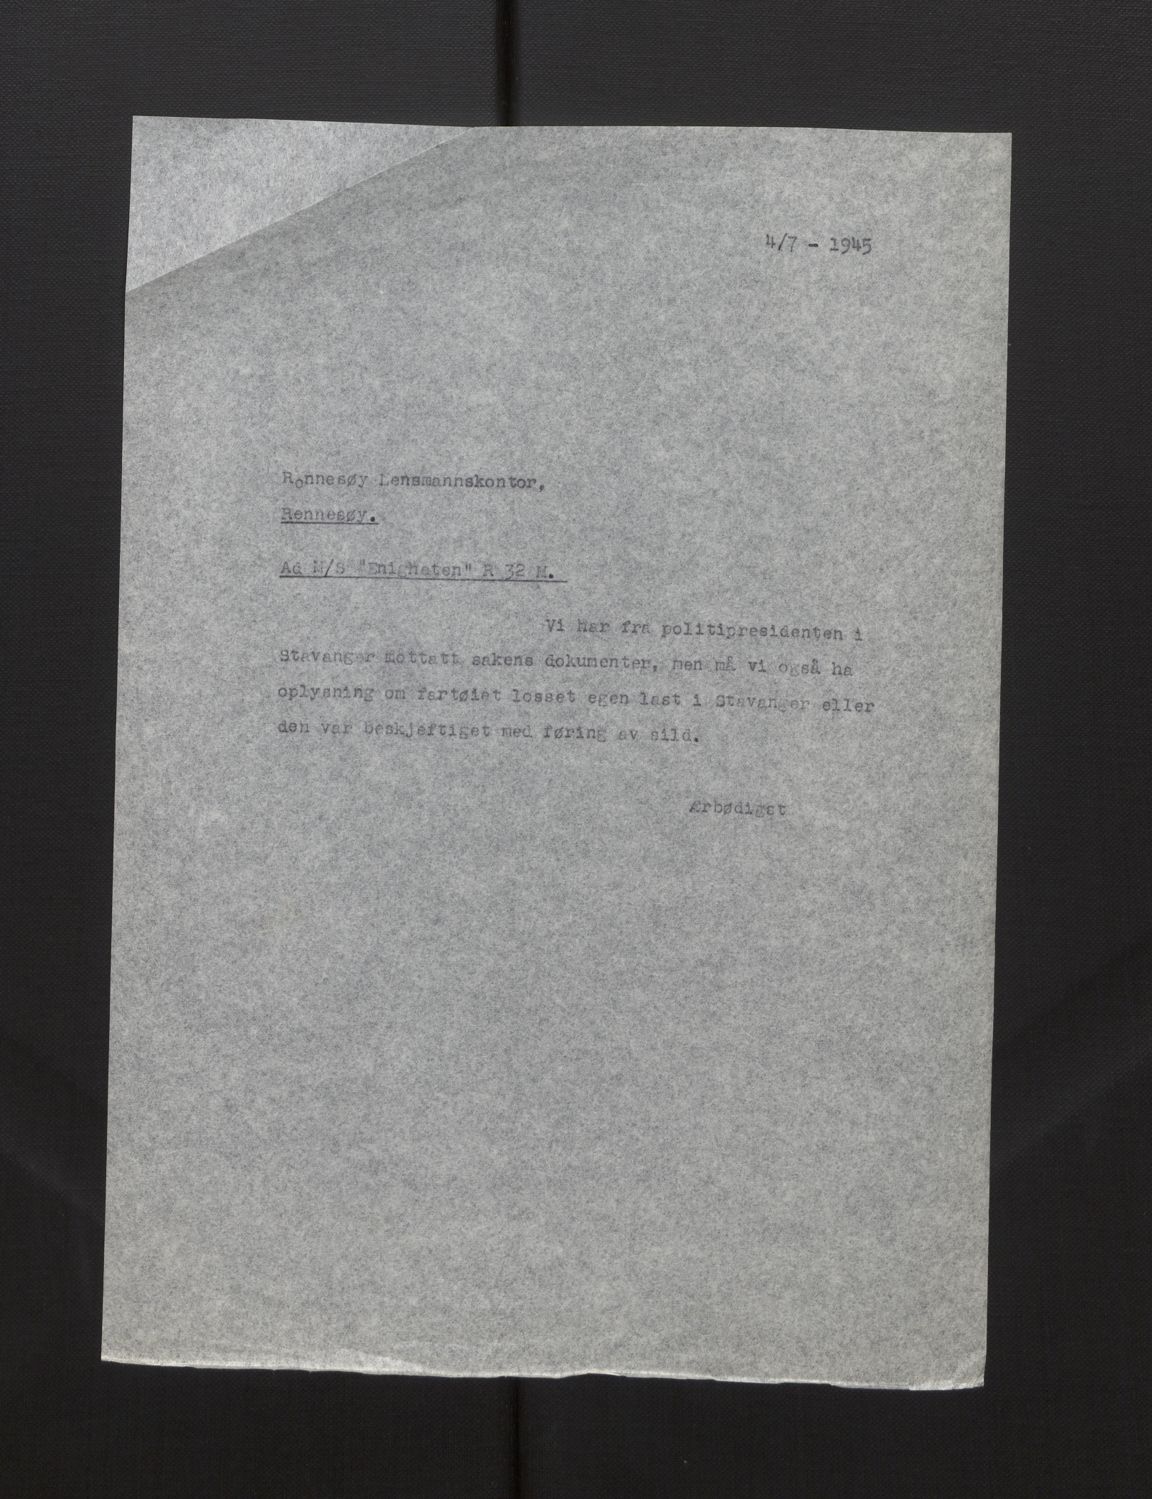 4/7 - 1945
Ronnesøy Lensmannskontor,
Rennesøy.
Ad M/S "Enigheten" R 32 M.
Vi har fra politipresidenten i
Stavanger mottatt sakens dokumenter, men må vi også ha
oplysning om fartøiet losset egen last i Stavanger eller
den var beskjeftiget med føring av sild.
Ærbødigst